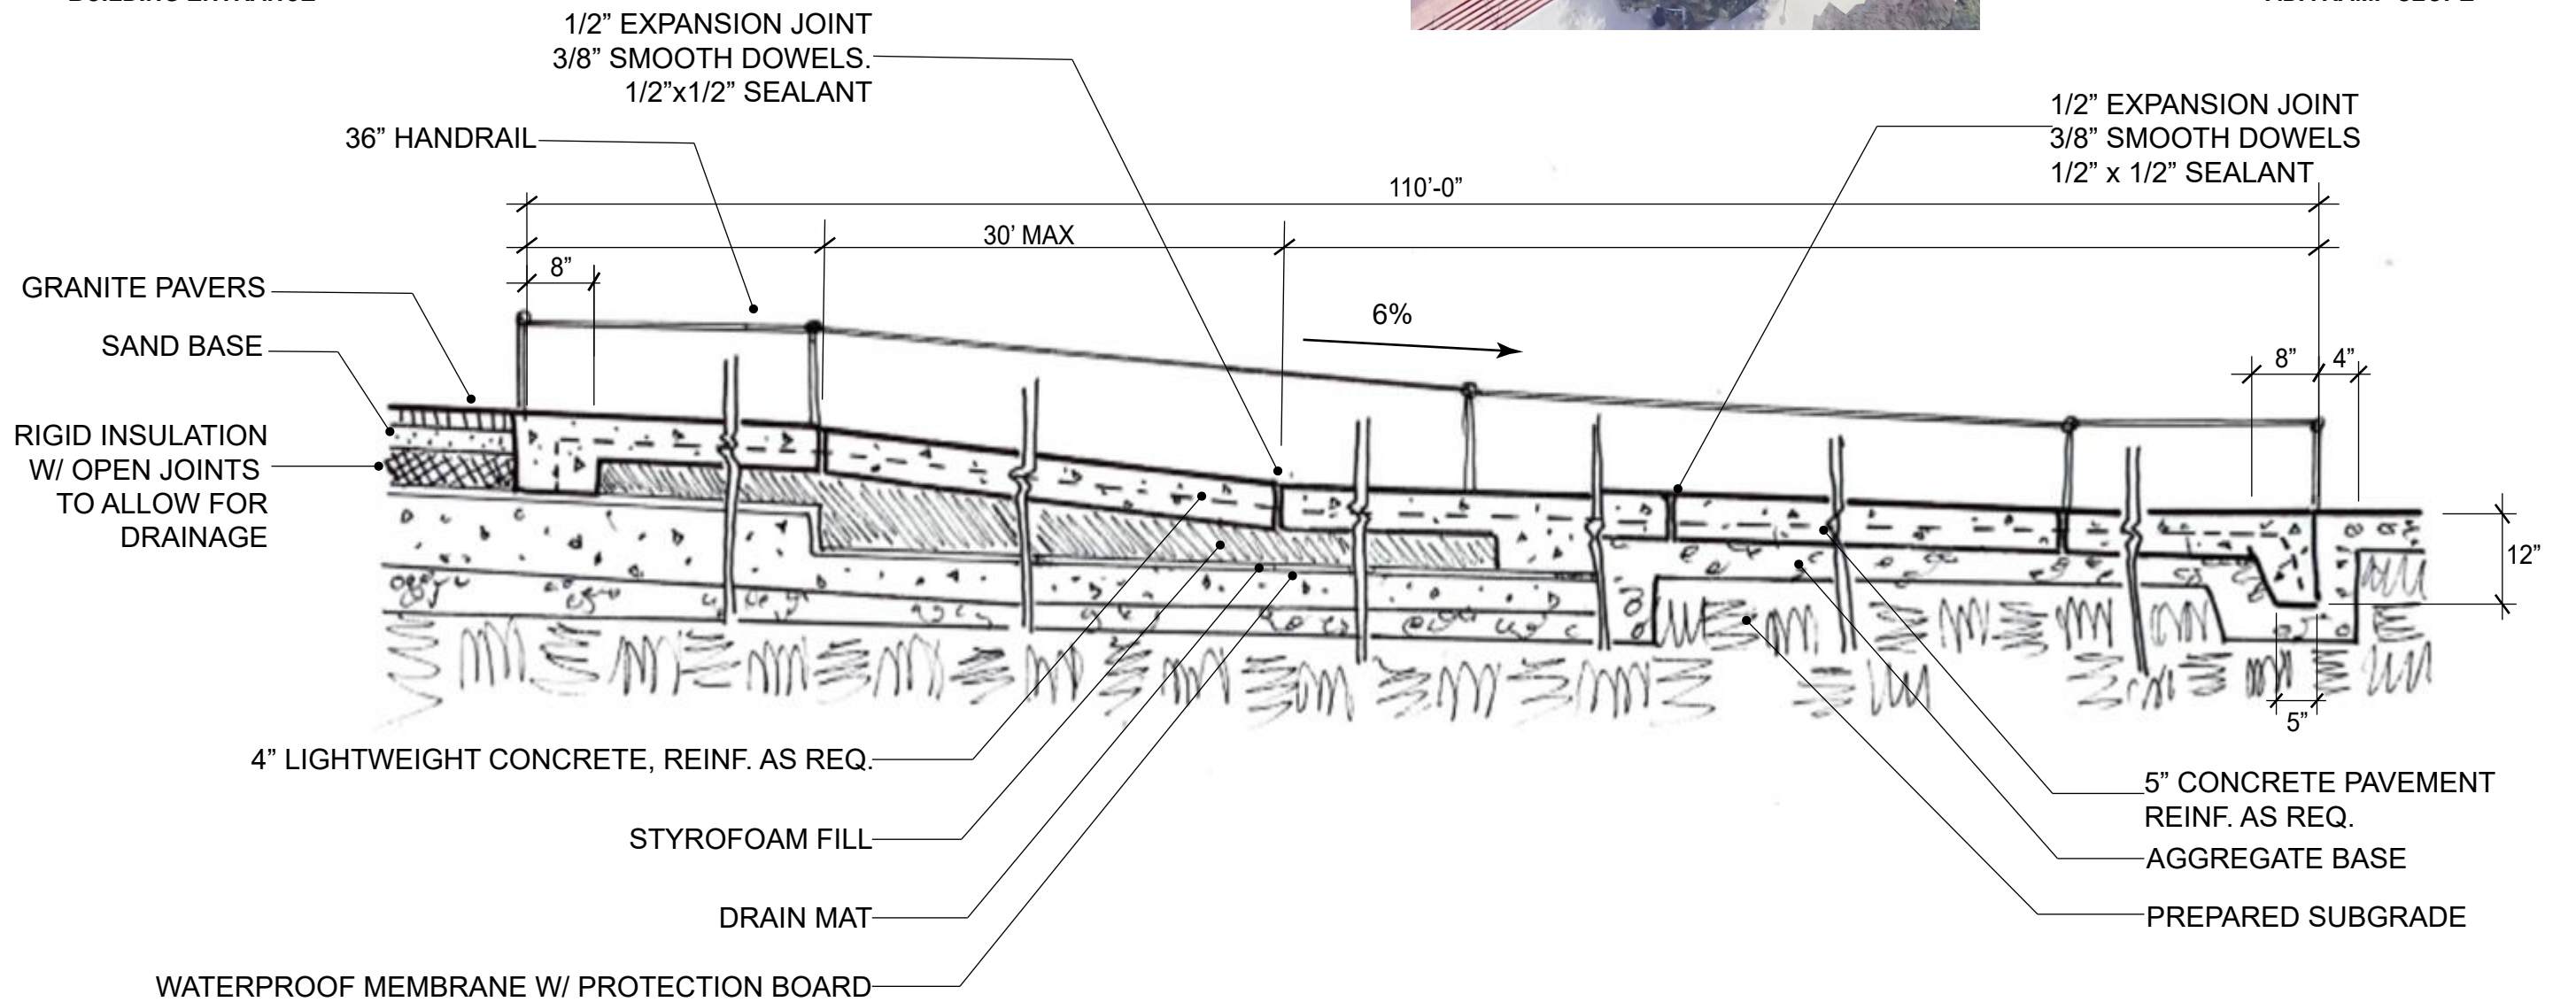 1/2” EXPANSION JOINT
3/8” SMOOTH DOWELS.
1/2”x1/2” SEALANT
1/2” EXPANSION JOINT
3/8” SMOOTH DOWELS
1/2” x 1/2” SEALANT
36” HANDRAIL
110’-0”
30’ MAX
8”
GRANITE PAVERS
SAND BASE
RIGID INSULATION
W/ OPEN JOINTS
TO ALLOW FOR
DRAINAGE
6%
8”
4”
12”
5”
4” LIGHTWEIGHT CONCRETE, REINF. AS REQ.
STYROFOAM FILL
DRAIN MAT
WATERPROOF MEMBRANE W/ PROTECTION BOARD
5” CONCRETE PAVEMENT
REINF. AS REQ.
AGGREGATE BASE
PREPARED SUBGRADE